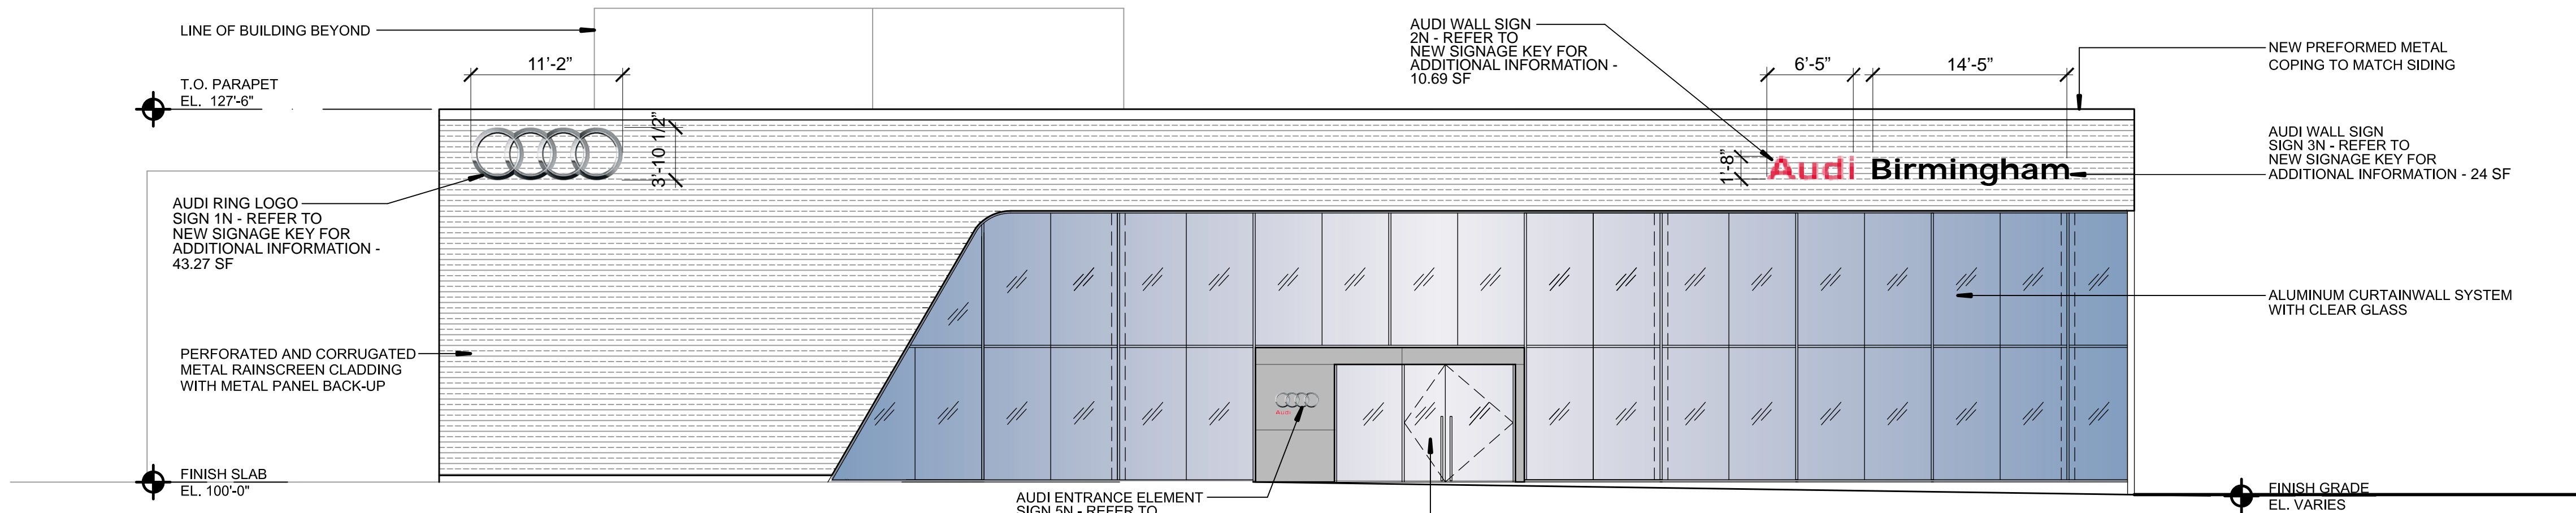 LINE OF BUILDING BEYOND
T.O. PARAPET
EL. 127'-6"
11’-2”
3’-10 1/2”
AUDI WALL SIGN
2N - REFER TO
NEW SIGNAGE KEY FOR
ADDITIONAL INFORMATION -
10.69 SF
6’-5”
14’-5”
1’-8”
Audi Birmingham
NEW PREFORMED METAL
COPING TO MATCH SIDING
AUDI WALL SIGN
SIGN 3N - REFER TO
NEW SIGNAGE KEY FOR
ADDITIONAL INFORMATION - 24 SF
AUDI RING LOGO
SIGN 1N - REFER TO
NEW SIGNAGE KEY FOR
ADDITIONAL INFORMATION -
43.27 SF
ALUMINUM CURTAINWALL SYSTEM
WITH CLEAR GLASS
PERFORATED AND CORRUGATED
METAL RAINSCREEN CLADDING
WITH METAL PANEL BACK-UP
Audi
FINISH SLAB
EL. 100'-0"
AUDI ENTRANCE ELEMENT
SIGN 5N - REFER TO
FINISH GRADE
EL. VARIES